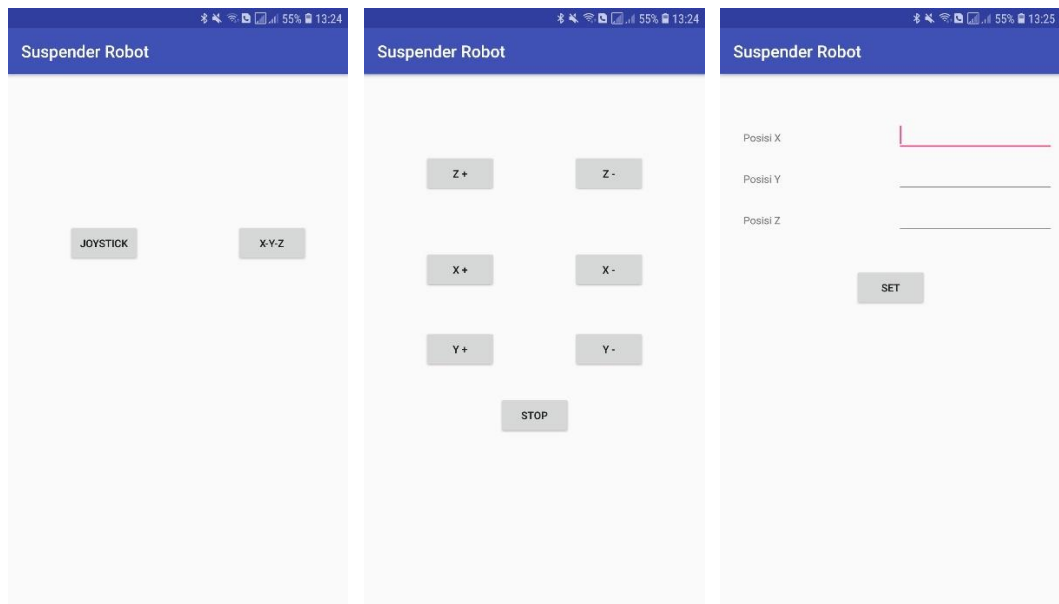 55% 13:24
Suspender Robot
JOYSTICK X-Y-Z
55% 13:24
Suspender Robot
Z + Z -
X + X -
Y + Y -
STOP
55% 13:25
Suspender Robot
Posisi X
Posisi Y
Posisi Z
SET